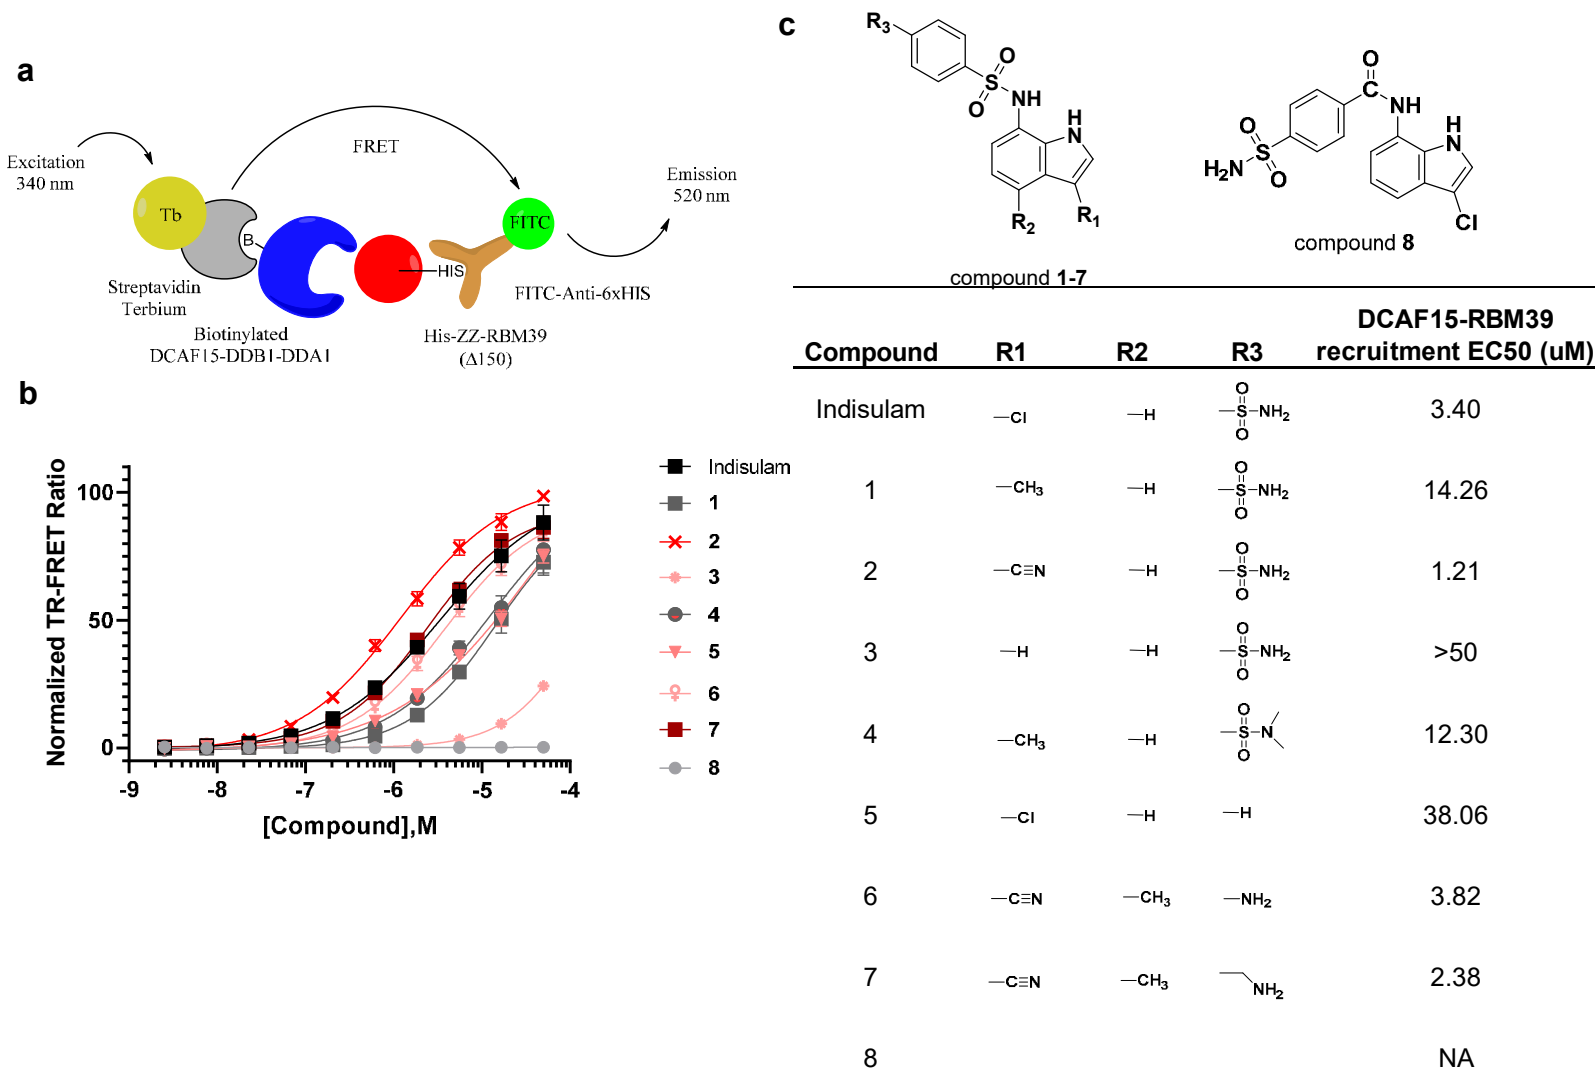 a
Excitation
340 nm
FRET
Emission
520 nm
Tb
B
FITC
HIS
Streptavidin
Terbium
FITC-Anti-6xHIS
Biotinylated
DCAF15-DDB1-DDA1
His-ZZ-RBM39
(Δ150)
b
Normalized TR-FRET Ratio
100
50
0
-9 -8 -7 -6 -5 -4
[Compound],M
Indisulam
1
2
3
4
5
6
7
8
c
R₃
O
S
O
NH
H
N
R₂
R₁
compound 1-7
O
C
NH
H
N
O
S
O
H₂N
Cl
compound 8
Compound R1 R2 R3 DCAF15-RBM39 recruitment EC50 (uM)
Indisulam —Cl —H O —S—NH₂ O 3.40
1 —CH₃ —H O —S—NH₂ O 14.26
2 —C≡N —H O —S—NH₂ O 1.21
3 —H —H O —S—NH₂ O >50
4 —CH₃ —H O —S—N O 12.30
5 —Cl —H —H 38.06
6 —C≡N —CH₃ —NH₂ 3.82
7 —C≡N —CH₃ NH₂ 2.38
8 NA